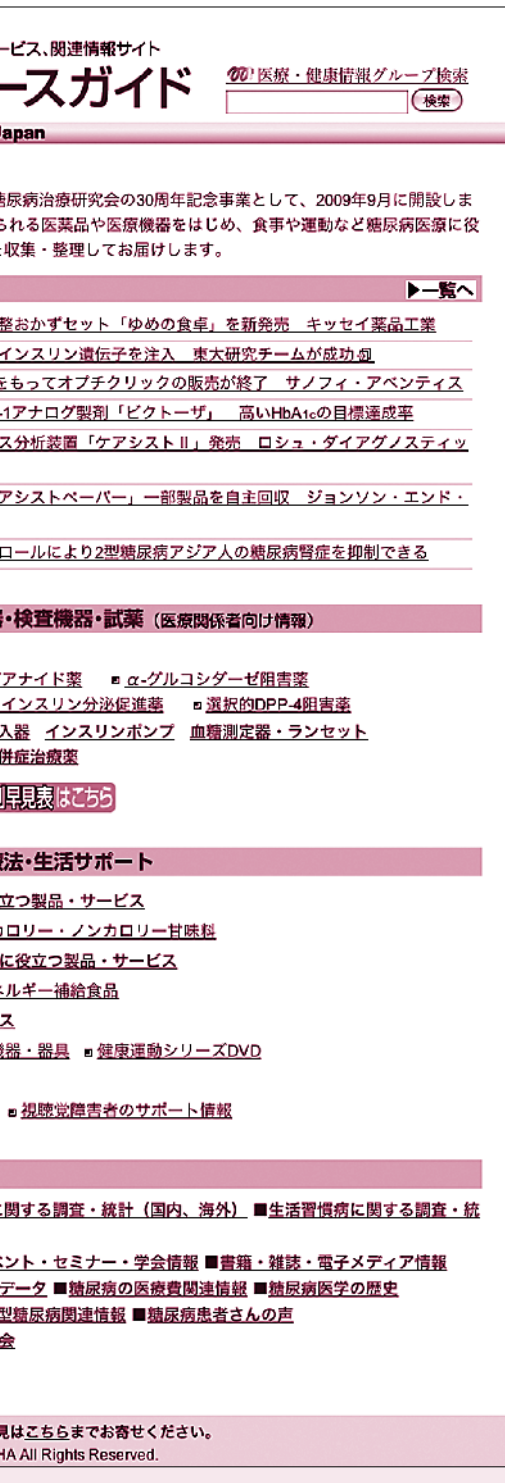 ービス、関連情報サイト
ースガイド
医療・健康情報グループ検索
検索
Japan
糖尿病治療研究会の30周年記念事業として、2009年9月に開設しま
られる医薬品や医療機器をはじめ、食事や運動など糖尿病医療に役
を収集・整理してお届けします。
▶一覧へ
整おかずセット「ゆめの食卓」を新発売　キッセイ薬品工業
インスリン遺伝子を注入　東大研究チームが成功
をもってオプチクリックの販売が終了　サノフィ・アベンティス
-1アナログ製剤「ビクトーザ」　高いHbA1cの目標達成率
ス分析装置「ケアシストⅡ」発売　ロシュ・ダイアグノスティッ
アシストペーパー」一部製品を自主回収　ジョンソン・エンド・
ロールにより2型糖尿病アジア人の糖尿病腎症を抑制できる
器・検査機器・試薬（医療関係者向け情報）
グアナイド薬　α-グルコシダーゼ阻害薬
インスリン分泌促進薬　選択的DPP-4阻害薬
入器　インスリンポンプ　血糖測定器・ランセット
併症治療薬
別早見表はこちら
療法・生活サポート
立つ製品・サービス
カロリー・ノンカロリー甘味料
に役立つ製品・サービス
ネルギー補給食品
ス
機器・器具　健康運動シリーズDVD
視聴覚障害者のサポート情報
に関する調査・統計（国内、海外） ■生活習慣病に関する調査・統
ベント・セミナー・学会情報 ■書籍・雑誌・電子メディア情報
データ ■糖尿病の医療費関連情報 ■糖尿病医学の歴史
型糖尿病関連情報 ■糖尿病患者さんの声
会
見はこちらまでお寄せください。
HA All Rights Reserved.